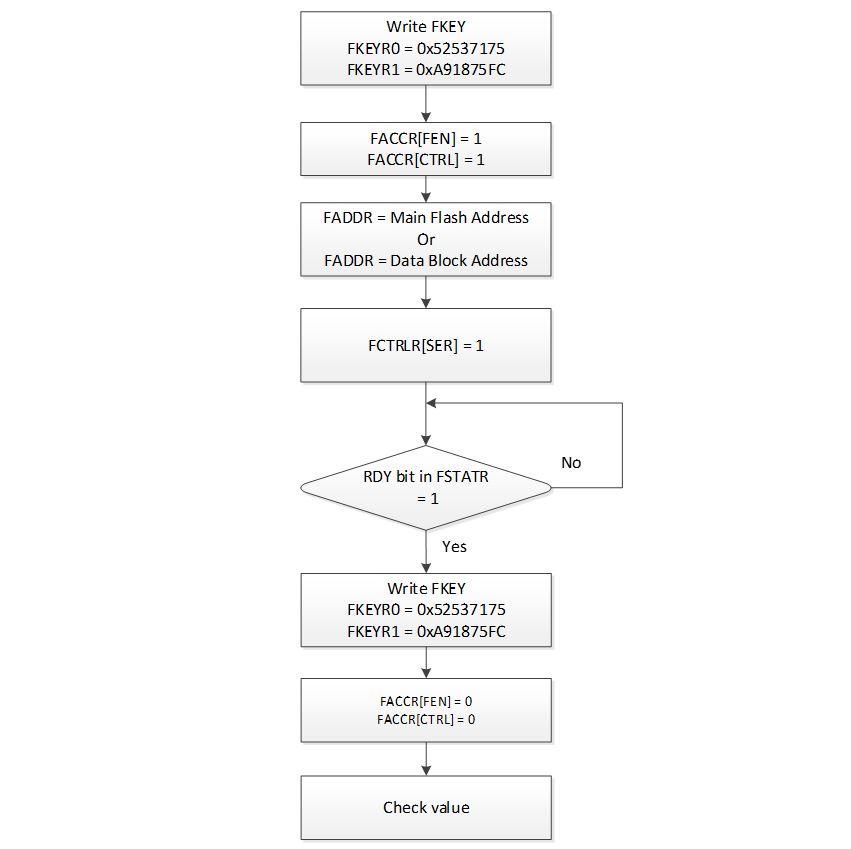 Write FKEY
FKEYR0 = 0x52537175
FKEYR1 = 0xA91875FC
FACCR[FEN] = 1
FACCR[CTRL] = 1
FADDR = Main Flash Address
Or
FADDR = Data Block Address
FCTRLR[SER] = 1
RDY bit in FSTATR
= 1
No
Yes
Write FKEY
FKEYR0 = 0x52537175
FKEYR1 = 0xA91875FC
FACCR[FEN] = 0
FACCR[CTRL] = 0
Check value